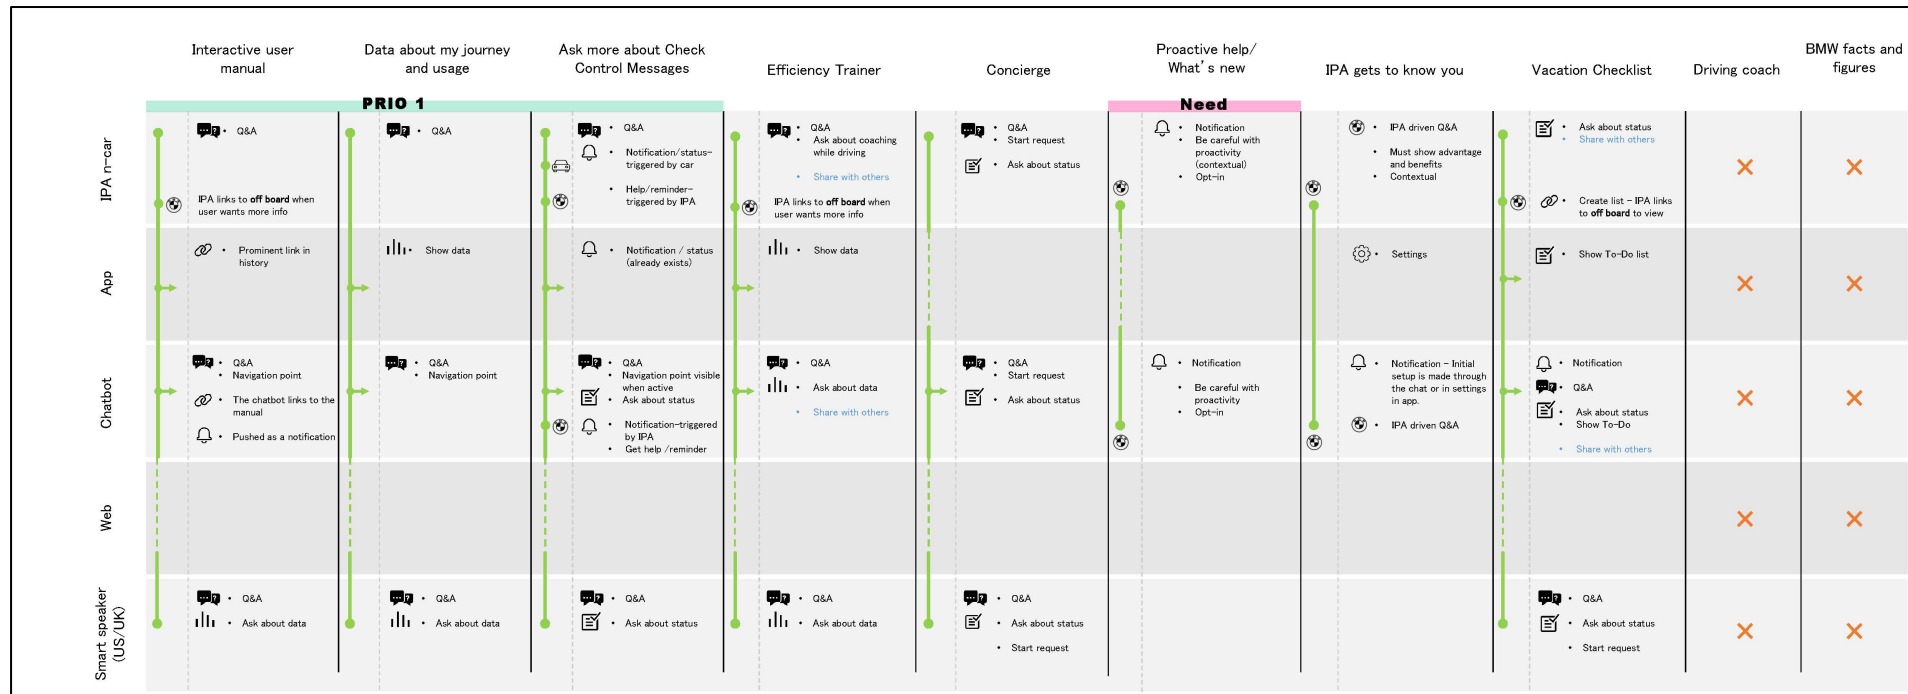 Interactive user
manual
Data about my journey
and usage
Ask more about Check
Control Messages
Efficiency Trainer
Concierge
Proactive help/
What's new
IPA gets to know you
Vacation Checklist
Driving coach
BMW facts and
figures
PRIO 1
Need
IPA n-car
• Q&A
IPA links to off board when
user wants more info
• Q&A
• Q&A
• Notification/status-
triggered by car
• Help/reminder-
triggered by IPA
• Q&A
• Ask about coaching
while driving
• Share with others
IPA links to off board when
user wants more info
• Q&A
• Start request
• Ask about status
• Notification
• Be careful with
proactivity
(contextual)
• Opt-in
• IPA driven Q&A
• Must show advantage
and benefits
• Contextual
• Ask about status
• Share with others
• Create list - IPA links
to off board to view
App
• Prominent link in
history
• Show data
• Notification / status
(already exists)
• Show data
• Settings
• Show To-Do list
Chatbot
• Q&A
• Navigation point
• The chatbot links to the
manual
• Pushed as a notification
• Q&A
• Navigation point
• Q&A
• Navigation point visible
when active
• Ask about status
• Notification-triggered
by IPA
• Get help /reminder
• Q&A
• Ask about data
• Share with others
• Q&A
• Start request
• Ask about status
• Notification
• Be careful with
proactivity
• Opt-in
• Notification - Initial
setup is made through
the chat or in settings
in app.
• IPA driven Q&A
• Notification
• Q&A
• Ask about status
• Show To-Do
• Share with others
Web
Smart speaker
(US/UK)
• Q&A
• Ask about data
• Q&A
• Ask about data
• Q&A
• Ask about status
• Q&A
• Ask about data
• Q&A
• Ask about status
• Start request
• Q&A
• Ask about status
• Start request